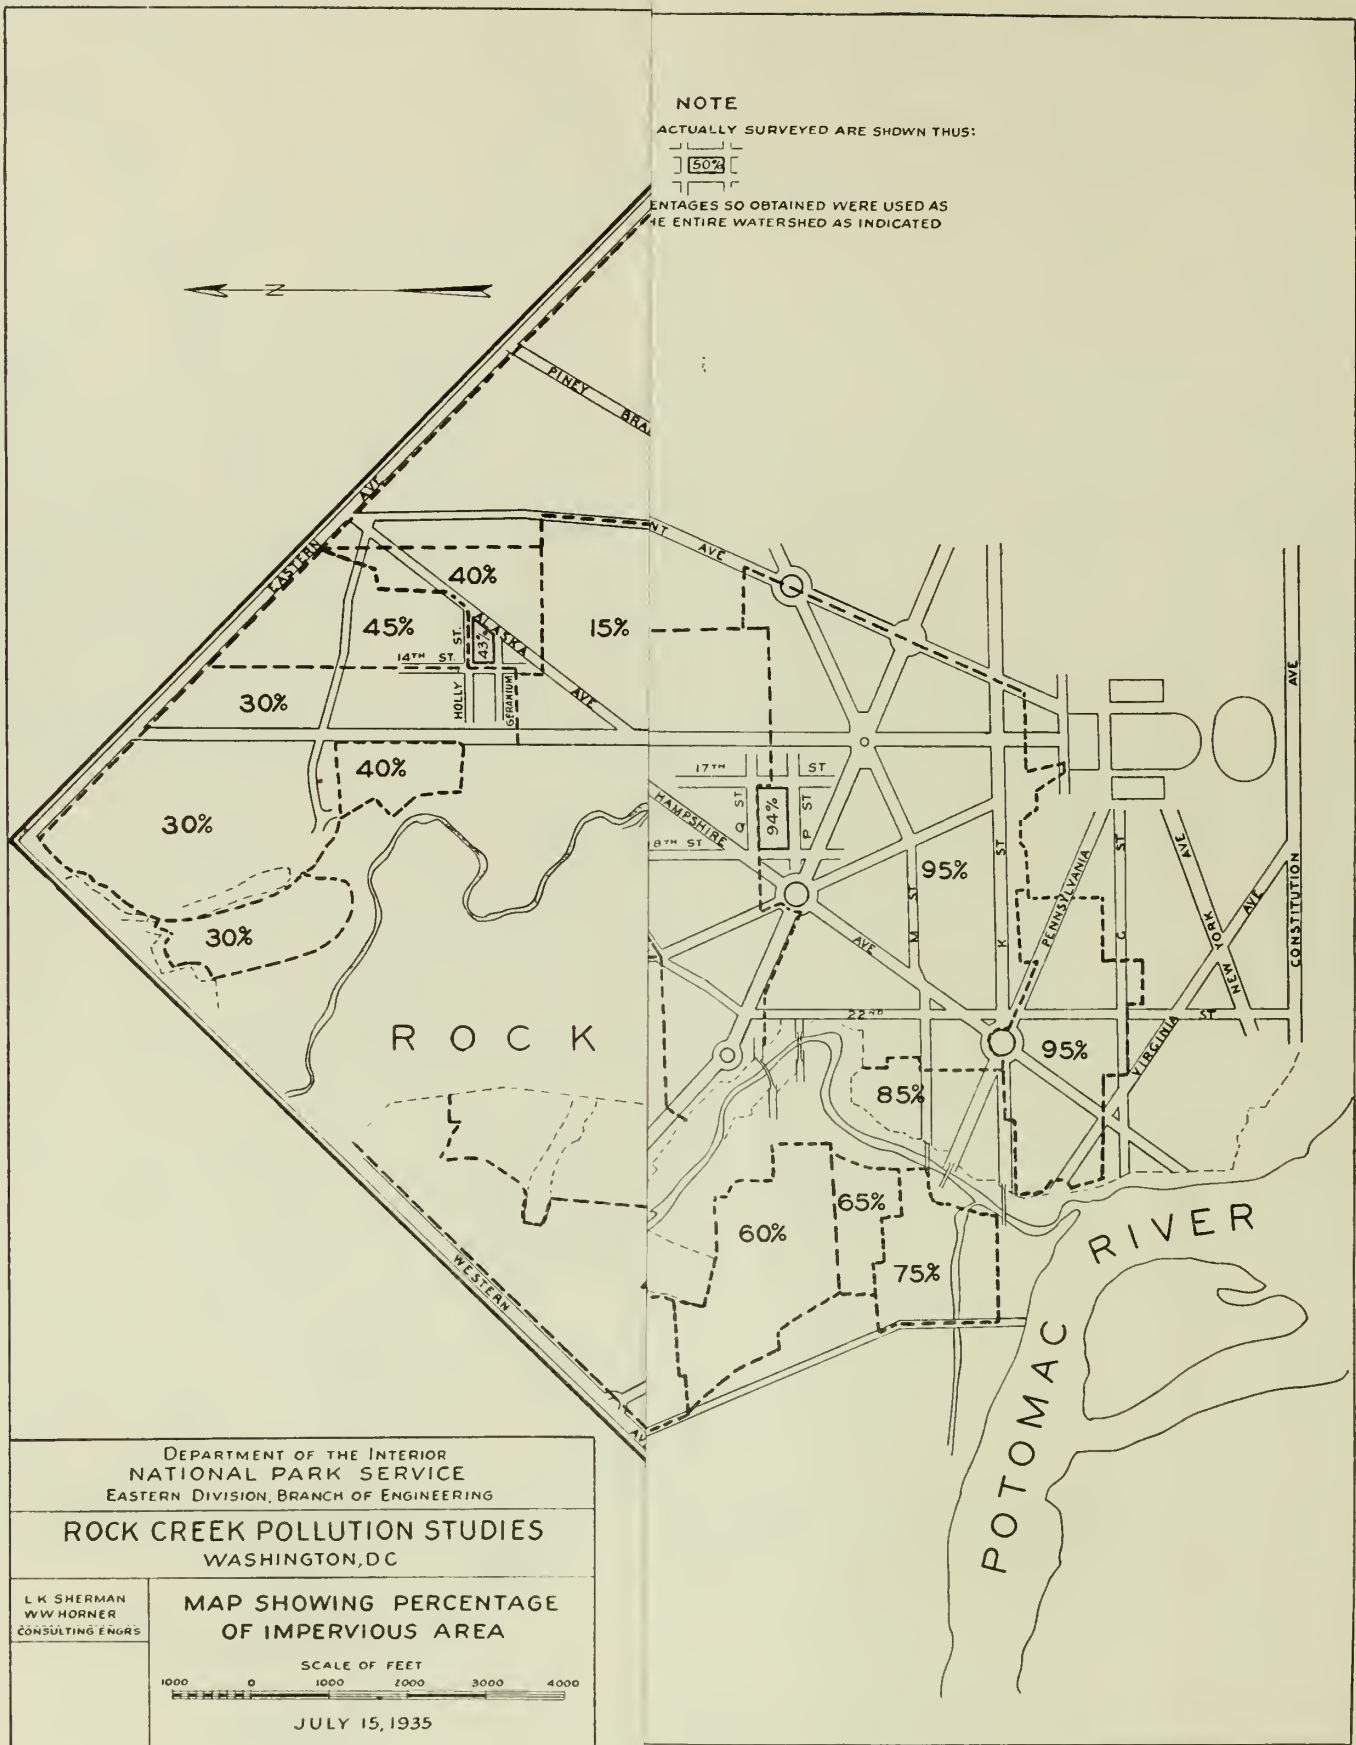 NOTE
ACTUALLY SURVEYED ARE SHOWN THUS:
50%
ENTAGES SO OBTAINED WERE USED AS
HE ENTIRE WATERSHED AS INDICATED
N
PINEY BRA
EASTERN AVE
NT AVE
40%
45%
15%
ALASKA AVE
43%
14TH ST.
HOLLY ST.
GERANIUM
30%
40%
30%
30%
17TH ST
Q ST
94%
P ST
HAMPSHIRE AVE
18TH ST
95%
M ST
K ST
PENNSYLVANIA
G ST
NEW YORK AVE
VIRGINIA AVE
CONSTITUTION AVE
22ND ST
ROCK
95%
85%
65%
60%
75%
WESTERN AV
POTOMAC RIVER
DEPARTMENT OF THE INTERIOR
NATIONAL PARK SERVICE
EASTERN DIVISION, BRANCH OF ENGINEERING
ROCK CREEK POLLUTION STUDIES
WASHINGTON, DC
L K SHERMAN
W W HORNER
CONSULTING ENGRS
MAP SHOWING PERCENTAGE
OF IMPERVIOUS AREA
SCALE OF FEET
1000 0 1000 2000 3000 4000
JULY 15, 1935